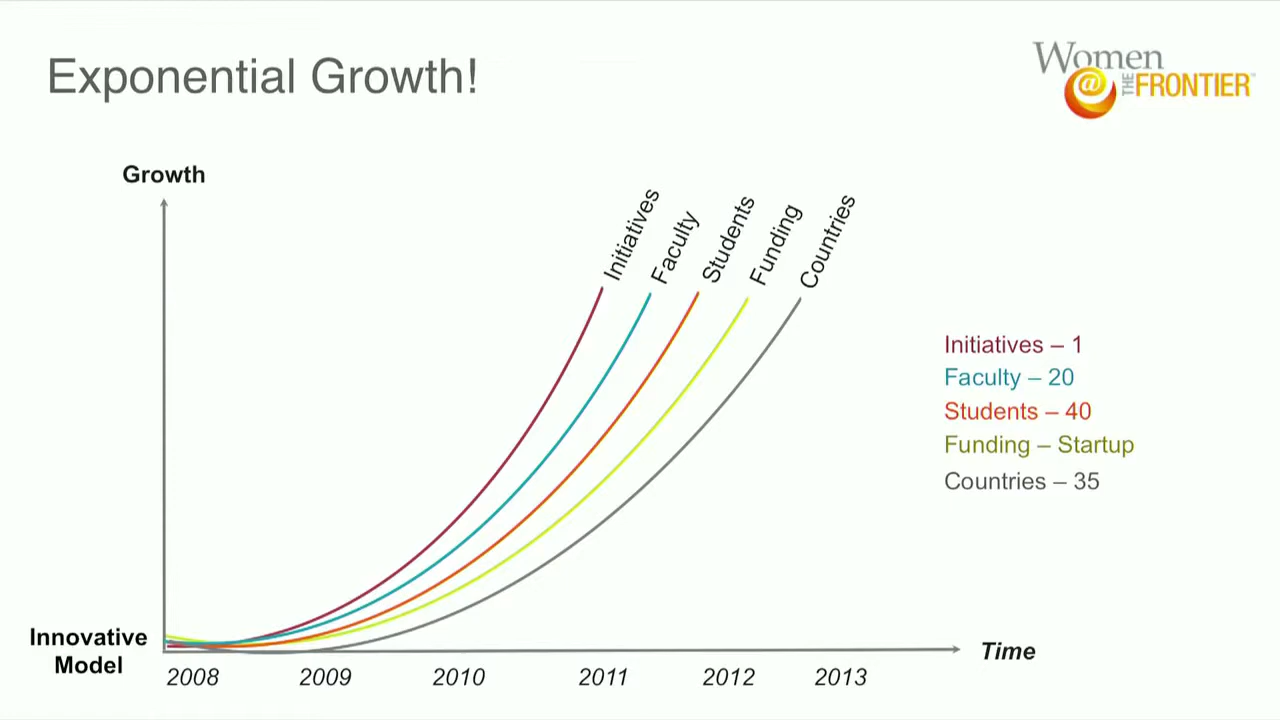 Exponential Growth!
Women
@ THE FRONTIER™
Growth
Initiatives
Faculty
Students
Funding
Countries
Initiatives – 1
Faculty – 20
Students – 40
Funding – Startup
Countries – 35
Innovative
Model
Time
2008 2009 2010 2011 2012 2013